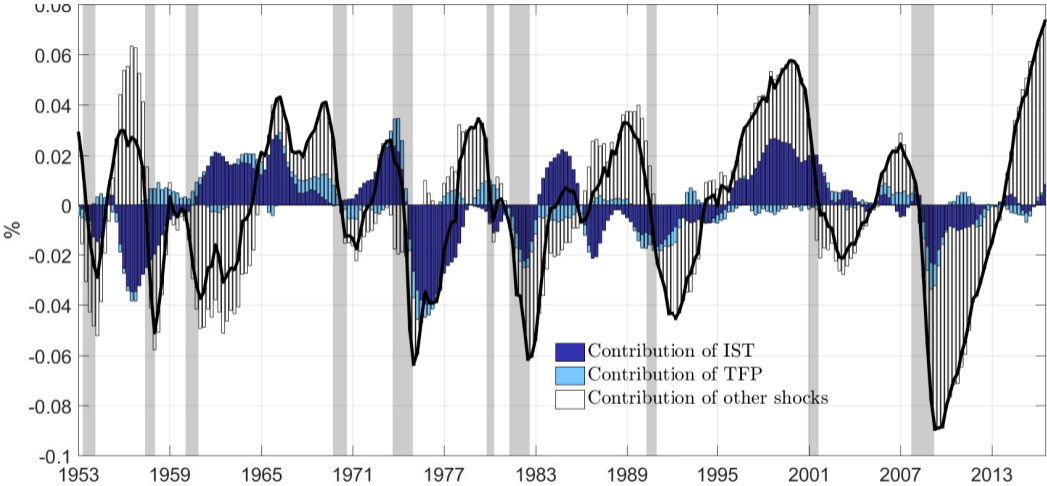 0.08
0.06
0.04
0.02
0
-0.02
-0.04
-0.06
-0.08
-0.1
%
Contribution of IST
Contribution of TFP
Contribution of other shocks
1953 1959 1965 1971 1977 1983 1989 1995 2001 2007 2013